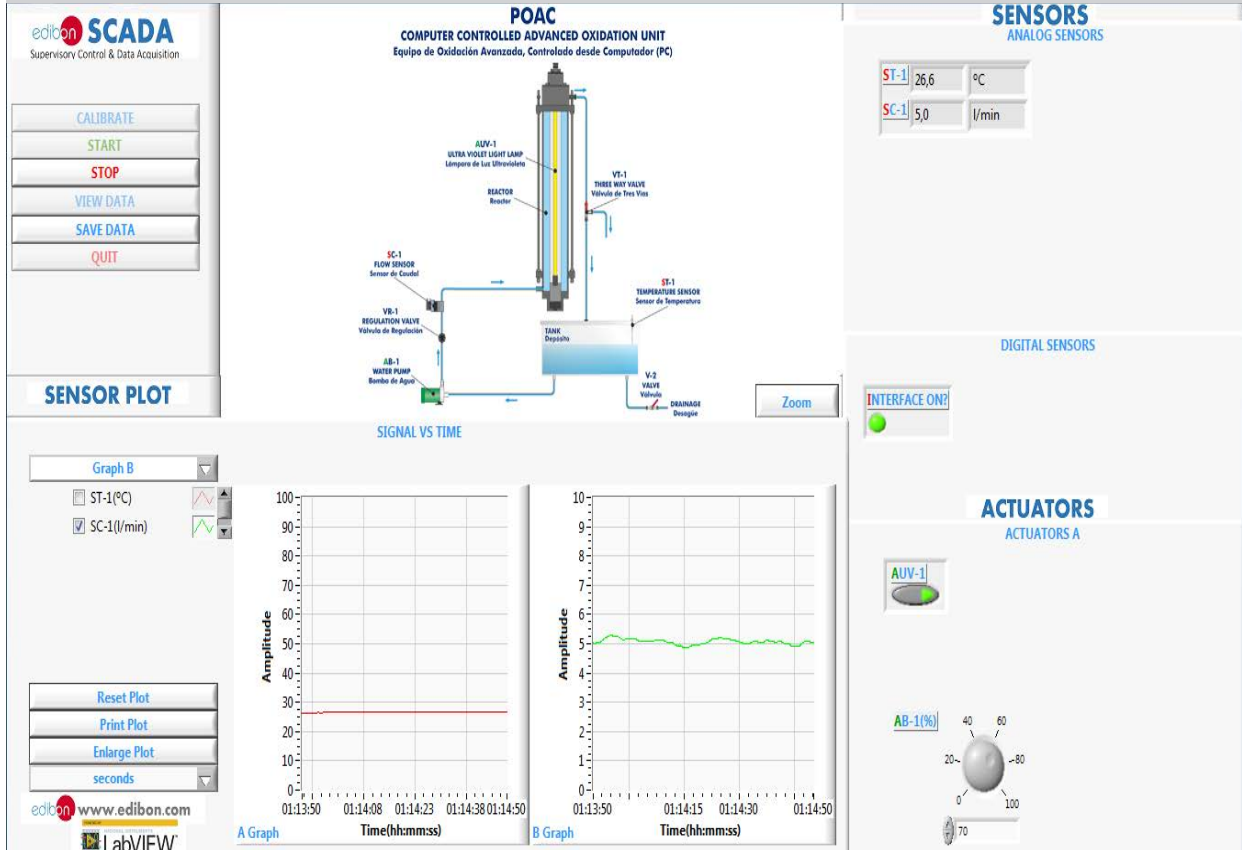 edibon SCADA
Supervisory Control & Data Acquisition
CALIBRATE
START
STOP
VIEW DATA
SAVE DATA
QUIT
POAC
COMPUTER CONTROLLED ADVANCED OXIDATION UNIT
Equipo de Oxidación Avanzada, Controlado desde Computador (PC)
AUV-1
ULTRA VIOLET LIGHT LAMP
Lámpara de Luz Ultravioleta
REACTOR
Reactor
VT-1
THREE WAY VALVE
Válvula de Tres Vías
SC-1
FLOW SENSOR
Sensor de Caudal
ST-1
TEMPERATURE SENSOR
Sensor de Temperatura
VR-1
REGULATION VALVE
Válvula de Regulación
TANK
Deposito
AB-1
WATER PUMP
Bomba de Agua
V-2
VALVE
Válvula
DRAINAGE
Desagüe
Zoom
SENSORS
ANALOG SENSORS
ST-1 26,6 ºC
SC-1 5,0 l/min
DIGITAL SENSORS
INTERFACE ON?
ACTUATORS
ACTUATORS A
AUV-1
AB-1(%)
0
20
40
60
80
100
70
SENSOR PLOT
SIGNAL VS TIME
Graph B
ST-1(ºC)
SC-1(l/min)
Reset Plot
Print Plot
Enlarge Plot
seconds
edibon www.edibon.com
LabVIEW
Amplitude
100
90
80
70
60
50
40
30
20
10
0
01:13:50 01:14:08 01:14:23 01:14:38 01:14:50
Time(hh:mm:ss)
A Graph
Amplitude
10
9
8
7
6
5
4
3
2
1
0
01:13:50 01:14:15 01:14:30 01:14:50
Time(hh:mm:ss)
B Graph